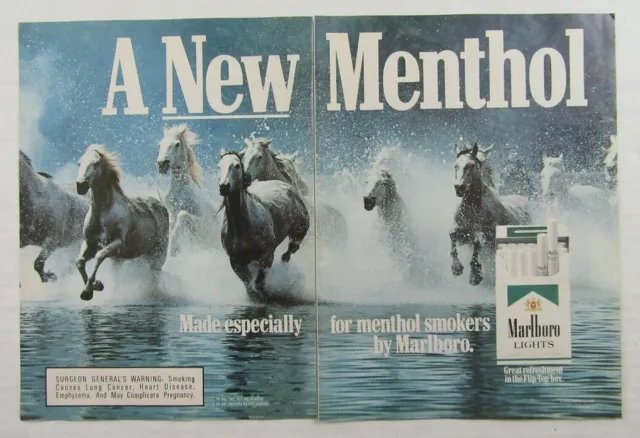 A New Menthol
Made especially for menthol smokers
by Marlboro.
Marlboro
LIGHTS
Great refreshment
in the Flip-Top box.
SURGEON GENERAL'S WARNING: Smoking
Causes Lung Cancer, Heart Disease,
Emphysema, And May Complicate Pregnancy.